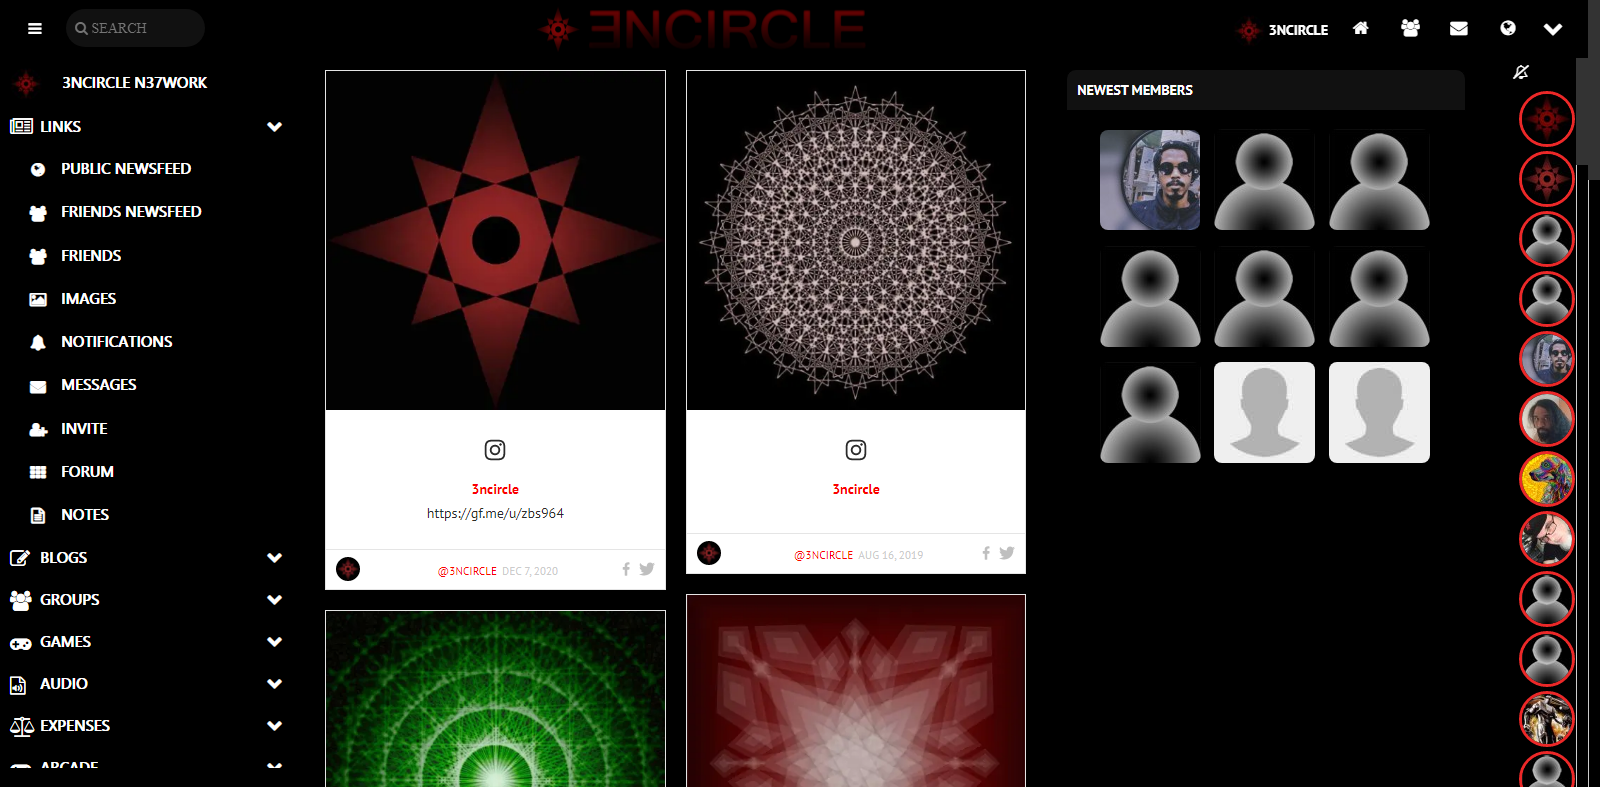 SEARCH
ƎNCIRCLE
3NCIRCLE
3NCIRCLE N37WORK
LINKS
PUBLIC NEWSFEED
FRIENDS NEWSFEED
FRIENDS
IMAGES
NOTIFICATIONS
MESSAGES
INVITE
FORUM
NOTES
BLOGS
GROUPS
GAMES
AUDIO
EXPENSES
ARCADE
3ncircle
https://gf.me/u/zbs964
@3NCIRCLE DEC 7, 2020
3ncircle
@3NCIRCLE AUG 16, 2019
NEWEST MEMBERS